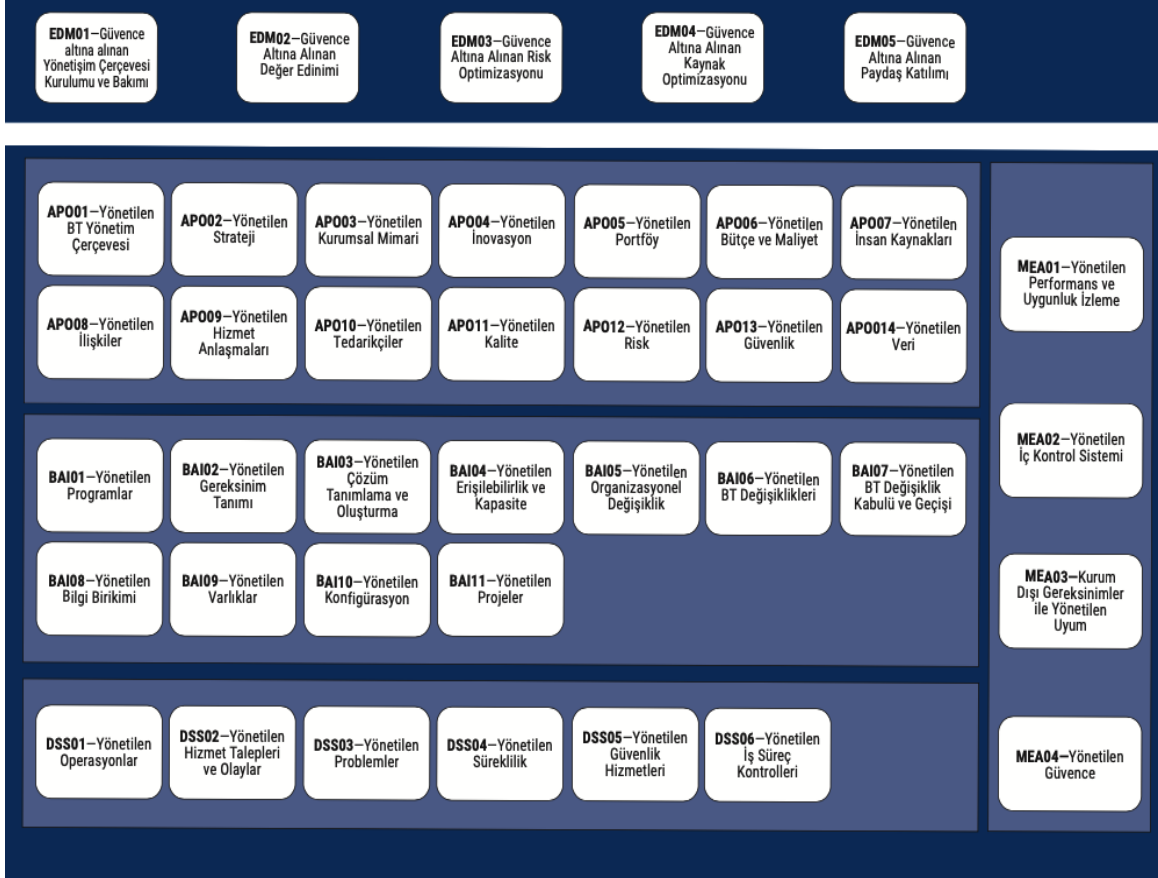 EDM01—Güvence
altına alınan
Yönetişim Çerçevesi
Kurulumu ve Bakımı
EDM02—Güvence
Altına Alınan
Değer Edinimi
EDM03—Güvence
Altına Alınan Risk
Optimizasyonu
EDM04—Güvence
Altına Alınan
Kaynak
Optimizasyonu
EDM05—Güvence
Altına Alınan
Paydaş Katılımı
APO01—Yönetilen
BT Yönetim
Çerçevesi
APO02—Yönetilen
Strateji
APO03—Yönetilen
Kurumsal Mimari
APO04—Yönetilen
İnovasyon
APO05—Yönetilen
Portföy
APO06—Yönetilen
Bütçe ve Maliyet
APO07—Yönetilen
İnsan Kaynakları
APO08—Yönetilen
İlişkiler
APO09—Yönetilen
Hizmet
Anlaşmaları
APO10—Yönetilen
Tedarikçiler
APO11—Yönetilen
Kalite
APO12—Yönetilen
Risk
APO13—Yönetilen
Güvenlik
APO014—Yönetilen
Veri
BAI01—Yönetilen
Programlar
BAI02—Yönetilen
Gereksinim
Tanımı
BAI03—Yönetilen
Çözüm
Tanımlama ve
Oluşturma
BAI04—Yönetilen
Erişilebilirlik ve
Kapasite
BAI05—Yönetilen
Organizasyonel
Değişiklik
BAI06—Yönetilen
BT Değişiklikleri
BAI07—Yönetilen
BT Değişiklik
Kabulü ve Geçişi
BAI08—Yönetilen
Bilgi Birikimi
BAI09—Yönetilen
Varlıklar
BAI10—Yönetilen
Konfigürasyon
BAI11—Yönetilen
Projeler
DSS01—Yönetilen
Operasyonlar
DSS02—Yönetilen
Hizmet Talepleri
ve Olaylar
DSS03—Yönetilen
Problemler
DSS04—Yönetilen
Süreklilik
DSS05—Yönetilen
Güvenlik
Hizmetleri
DSS06—Yönetilen
İş Süreç
Kontrolleri
MEA01—Yönetilen
Performans ve
Uygunluk İzleme
MEA02—Yönetilen
İç Kontrol Sistemi
MEA03—Kurum
Dışı Gereksinimler
ile Yönetilen
Uyum
MEA04—Yönetilen
Güvence